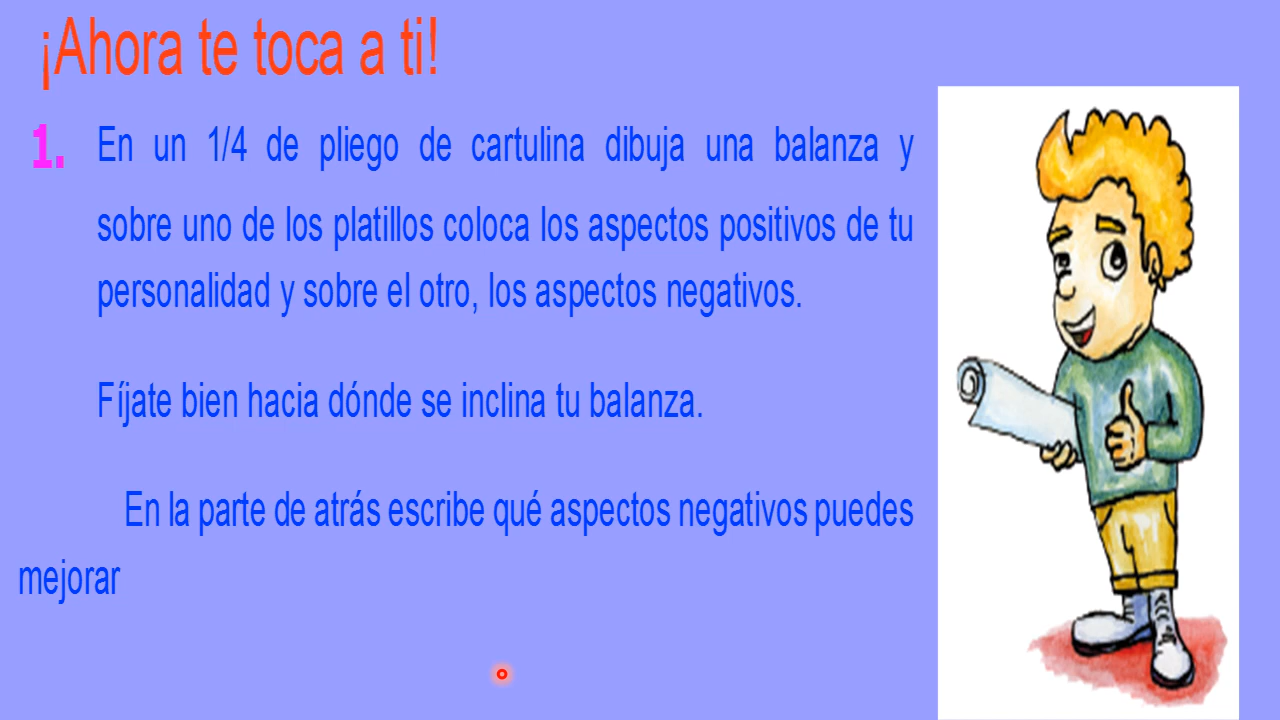 ¡Ahora te toca a ti!
1. En un 1/4 de pliego de cartulina dibuja una balanza y
sobre uno de los platillos coloca los aspectos positivos de tu
personalidad y sobre el otro, los aspectos negativos.
Fíjate bien hacia dónde se inclina tu balanza.
En la parte de atrás escribe qué aspectos negativos puedes
mejorar